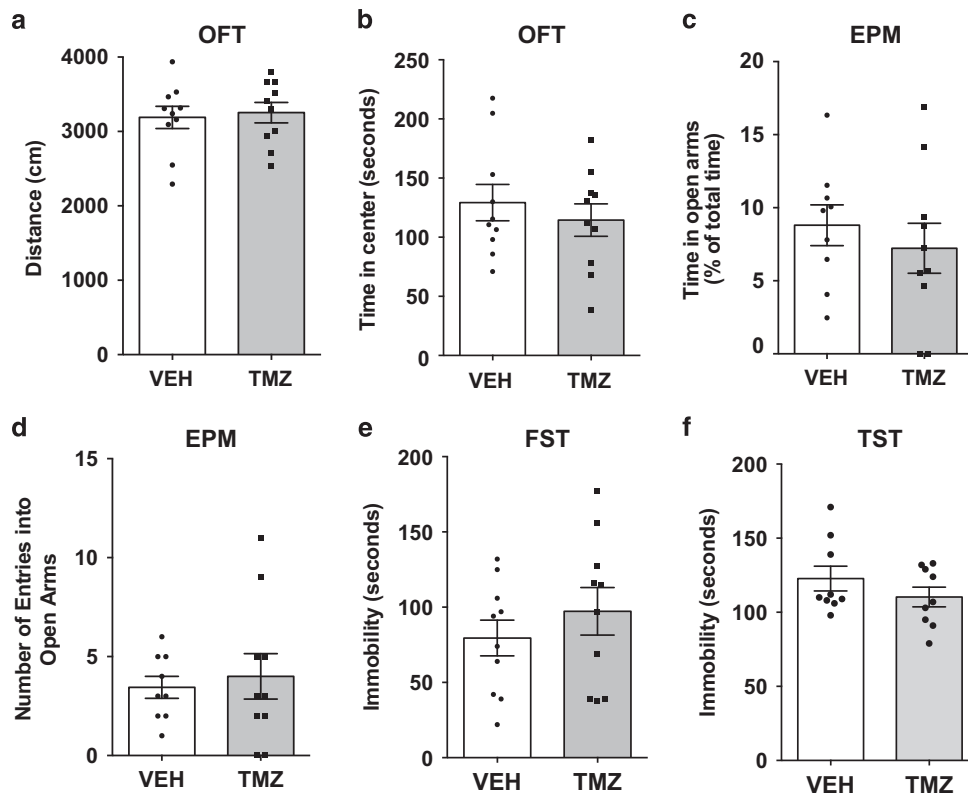 a
OFT
Distance (cm)
4000
3000
2000
1000
0
VEH TMZ
b
OFT
Time in center (seconds)
250
200
150
100
50
0
VEH TMZ
c
EPM
Time in open arms
(% of total time)
20
15
10
5
0
VEH TMZ
d
EPM
Number of Entries into
Open Arms
15
10
5
0
VEH TMZ
e
FST
Immobility (seconds)
200
150
100
50
0
VEH TMZ
f
TST
Immobility (seconds)
200
150
100
50
0
VEH TMZ